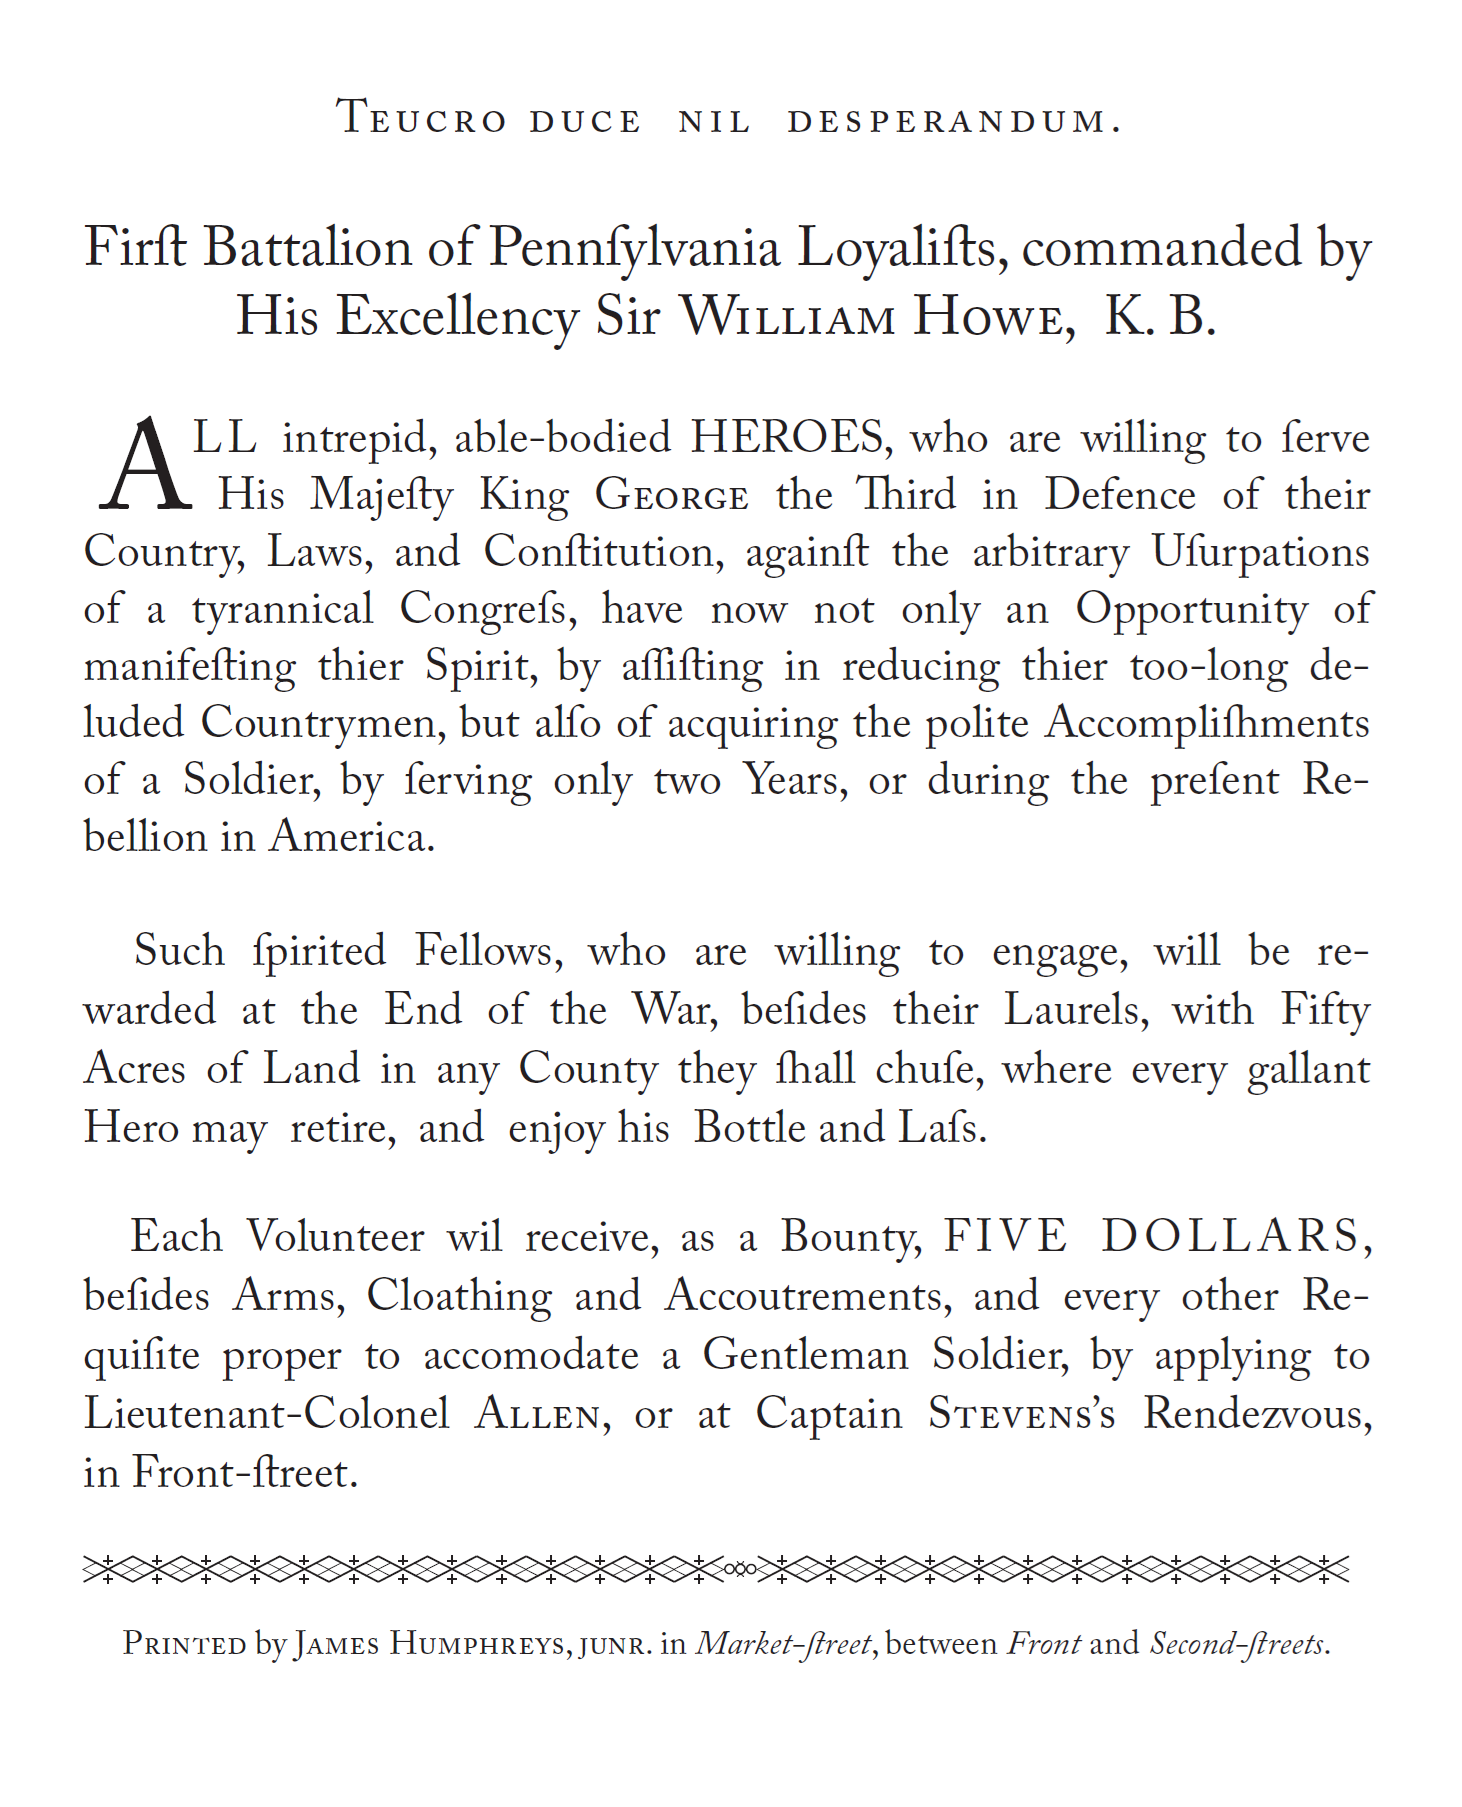 Teucro duce nil desperandum.
Firſt Battalion of Pennſylvania Loyaliſts, commanded by
His Excellency Sir William Howe, K. B.
ALL intrepid, able-bodied HEROES, who are willing to ſerve
His Majeſty King George the Third in Defence of their
Country, Laws, and Conſtitution, againſt the arbitrary Uſurpations
of a tyrannical Congreſs, have now not only an Opportunity of
manifeſting thier Spirit, by aſſiſting in reducing thier too-long de-
luded Countrymen, but alſo of acquiring the polite Accompliſhments
of a Soldier, by ſerving only two Years, or during the preſent Re-
bellion in America.
Such ſpirited Fellows, who are willing to engage, will be re-
warded at the End of the War, beſides their Laurels, with Fifty
Acres of Land in any County they ſhall chuſe, where every gallant
Hero may retire, and enjoy his Bottle and Laſs.
Each Volunteer wil receive, as a Bounty, FIVE DOLLARS,
beſides Arms, Cloathing and Accoutrements, and every other Re-
quiſite proper to accomodate a Gentleman Soldier, by applying to
Lieutenant-Colonel Allen, or at Captain Stevens’s Rendezvous,
in Front-ſtreet.
Printed by James Humphreys, junr. in Market-ſtreet, between Front and Second-ſtreets.